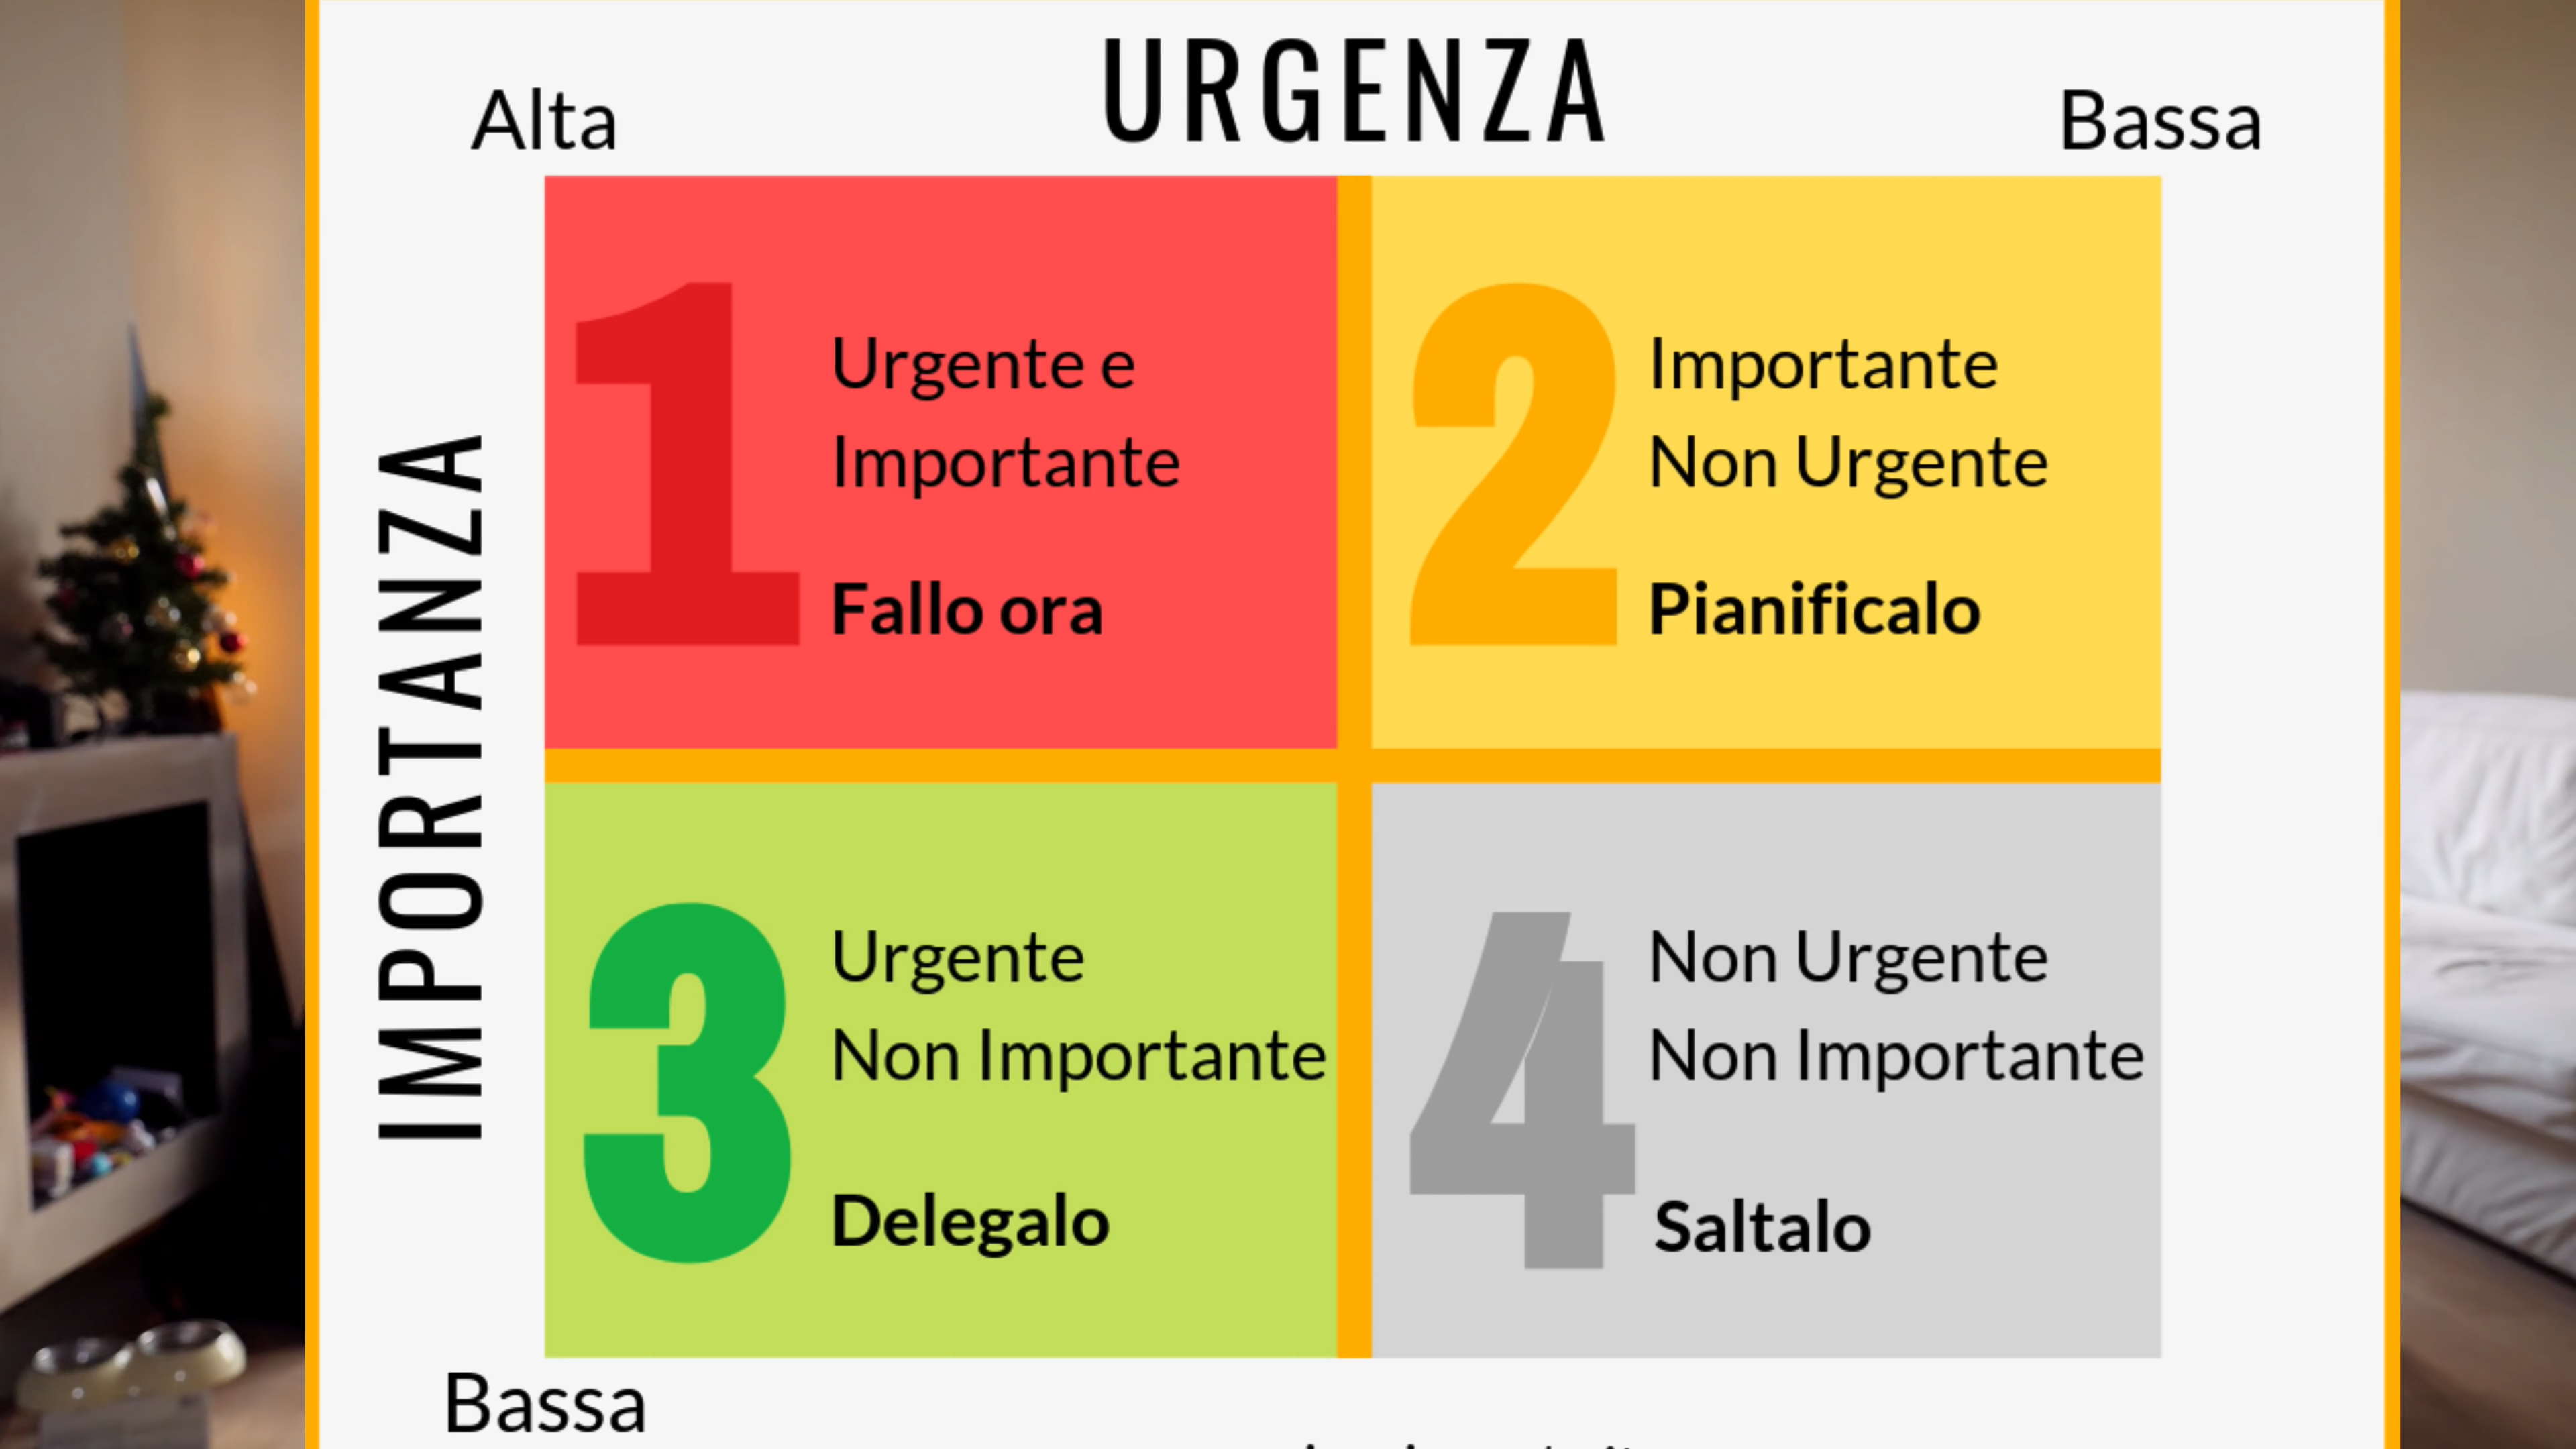 URGENZA
Alta
Bassa
IMPORTANZA
1
Urgente e
Importante
Fallo ora
2
Importante
Non Urgente
Pianificalo
3
Urgente
Non Importante
Delegalo
4
Non Urgente
Non Importante
Saltalo
Bassa